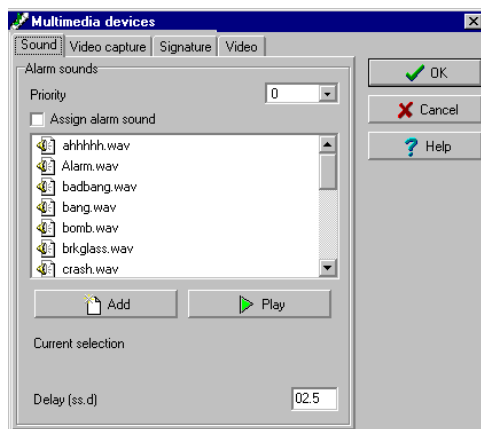 Multimedia devices
Sound Video capture Signature Video
Alarm sounds
Priority 0
Assign alarm sound
ahhhhh.wav
Alarm.wav
badbang.wav
bang.wav
bomb.wav
brkglass.wav
crash.wav
Add Play
Current selection
Delay (ss.d) 02.5
OK
Cancel
Help